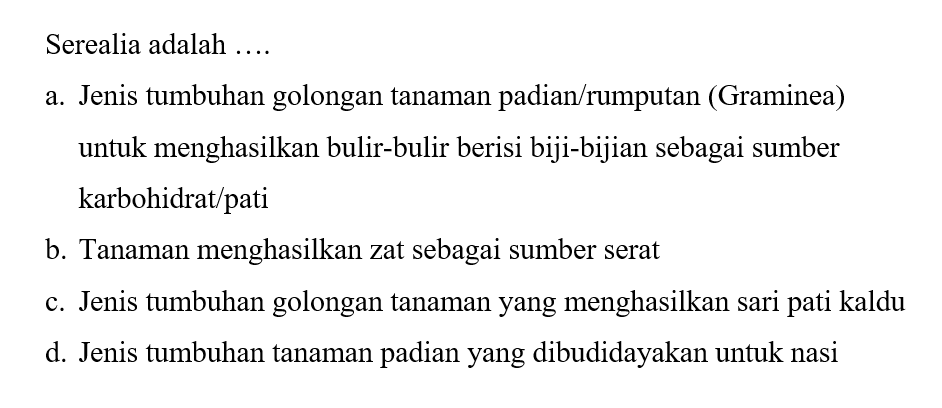 Serealia adalah ….
a. Jenis tumbuhan golongan tanaman padian/rumputan (Graminea)
untuk menghasilkan bulir-bulir berisi biji-bijian sebagai sumber
karbohidrat/pati
b. Tanaman menghasilkan zat sebagai sumber serat
c. Jenis tumbuhan golongan tanaman yang menghasilkan sari pati kaldu
d. Jenis tumbuhan tanaman padian yang dibudidayakan untuk nasi